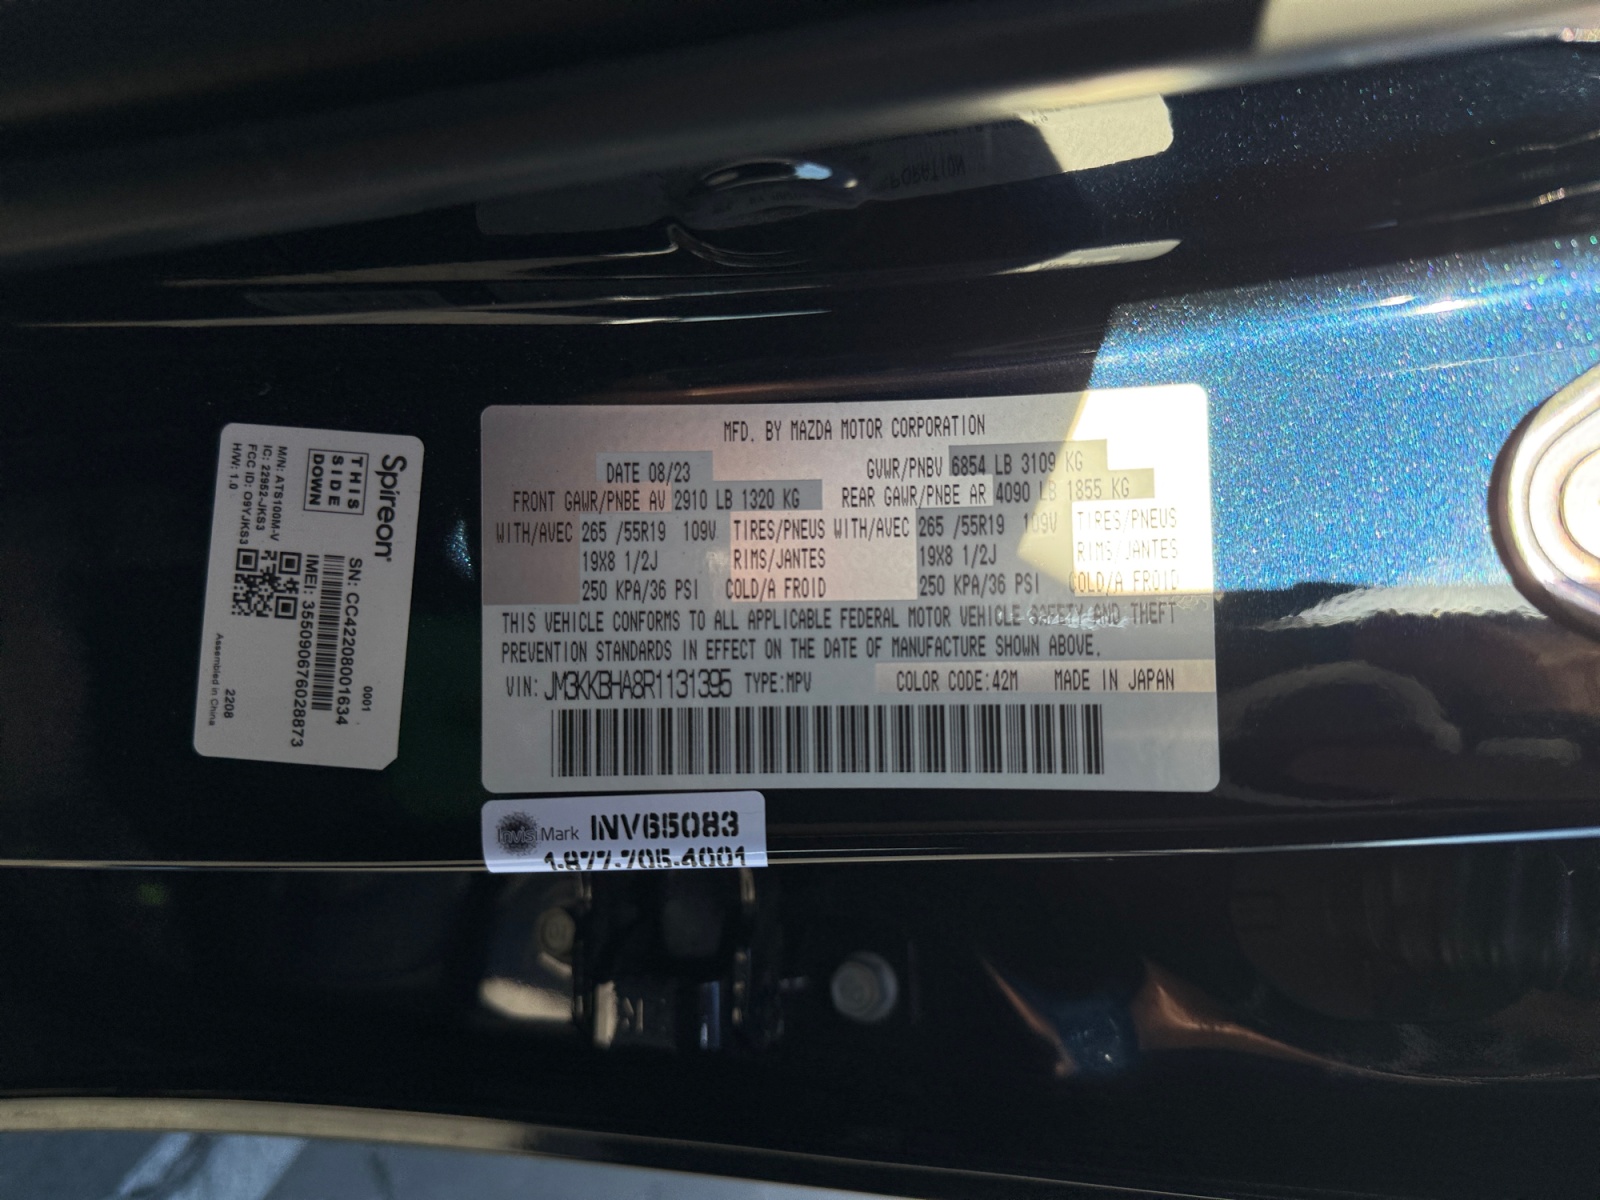 MFD. BY MAZDA MOTOR CORPORATION
DATE 08/23 GVWR/PNBV 6854 LB 3109 KG
FRONT GAWR/PNBE AV 2910 LB 1320 KG REAR GAWR/PNBE AR 4090 LB 1855 KG
WITH/AVEC 265 /55R19 109V TIRES/PNEUS WITH/AVEC 265 /55R19 109V TIRES/PNEUS
19X8 1/2J RIMS/JANTES 19X8 1/2J RIMS/JANTES
250 KPA/36 PSI COLD/A FROID 250 KPA/36 PSI COLD/A FROID
THIS VEHICLE CONFORMS TO ALL APPLICABLE FEDERAL MOTOR VEHICLE SAFETY AND THEFT
PREVENTION STANDARDS IN EFFECT ON THE DATE OF MANUFACTURE SHOWN ABOVE.
VIN: JM3KKBHA8R1131395 TYPE:MPV COLOR CODE:42M MADE IN JAPAN
InVisiMark INV65083
1-877-705-4001
Spireon
THIS
SIDE
DOWN
M/N: ATS100M-V
IC: 22952-JKS3
FCC ID: O9YJKS3
H/W: 1.0
0001
SN: CC42208001634
IMEI: 355090676028873
2208
Assembled in China
PORATION